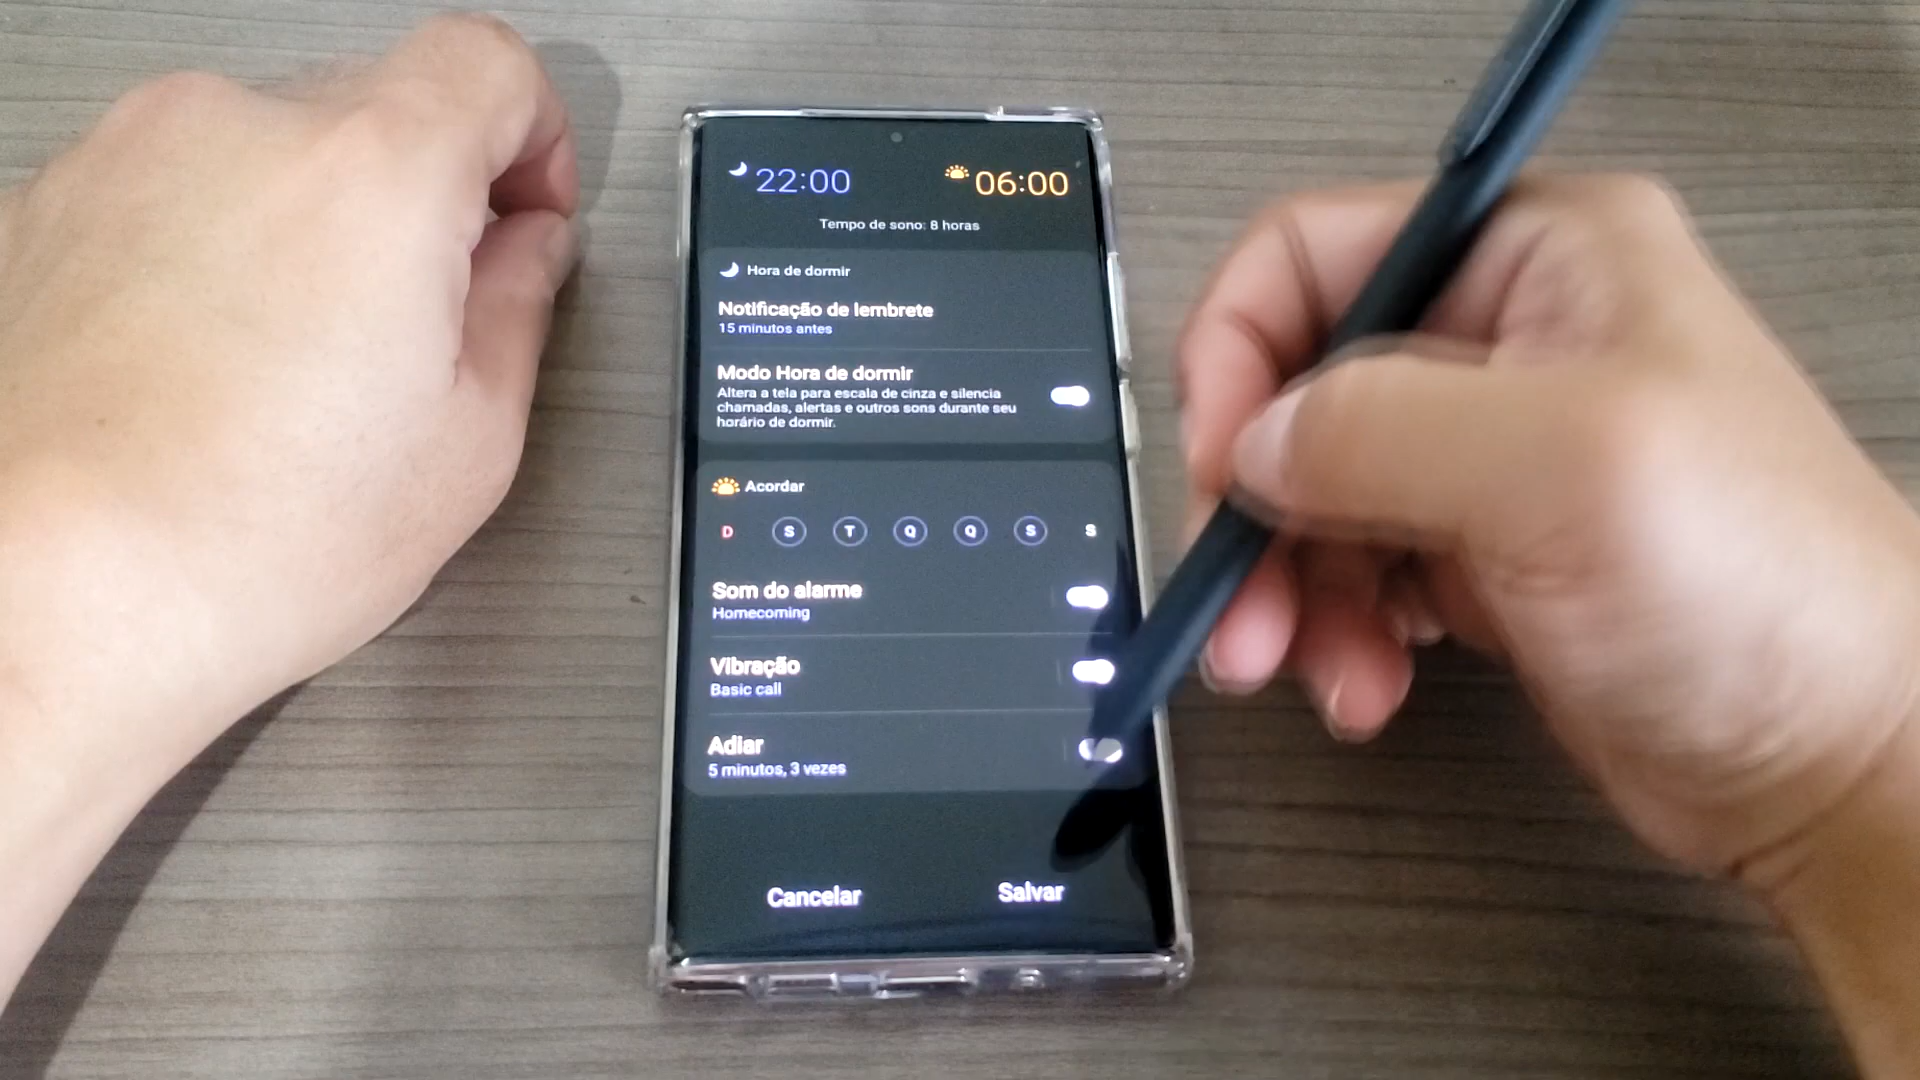 22:00
06:00
Tempo de sono: 8 horas
Hora de dormir
Notificação de lembrete
15 minutos antes
Modo Hora de dormir
Altera a tela para escala de cinza e silencia
chamadas, alertas e outros sons durante seu
horário de dormir.
Acordar
D S T Q Q S S
Som do alarme
Homecoming
Vibração
Basic call
Adiar
5 minutos, 3 vezes
Cancelar
Salvar